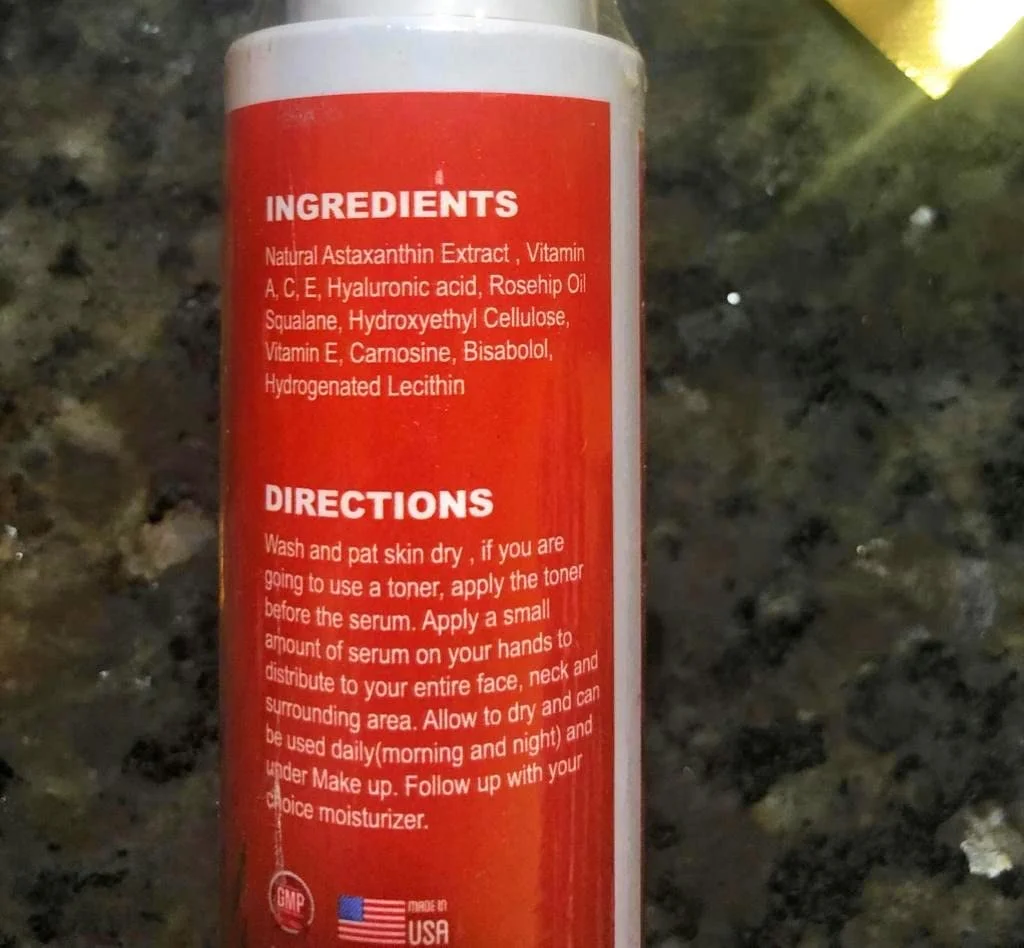 INGREDIENTS
Natural Astaxanthin Extract , Vitamin
A, C, E, Hyaluronic acid, Rosehip Oil
Squalane, Hydroxyethyl Cellulose,
Vitamin E, Carnosine, Bisabolol,
Hydrogenated Lecithin
DIRECTIONS
Wash and pat skin dry , if you are
going to use a toner, apply the toner
before the serum. Apply a small
amount of serum on your hands to
distribute to your entire face, neck and
surrounding area. Allow to dry and can
be used daily(morning and night) and
under Make up. Follow up with your
choice moisturizer.
GMP
MADE IN
USA